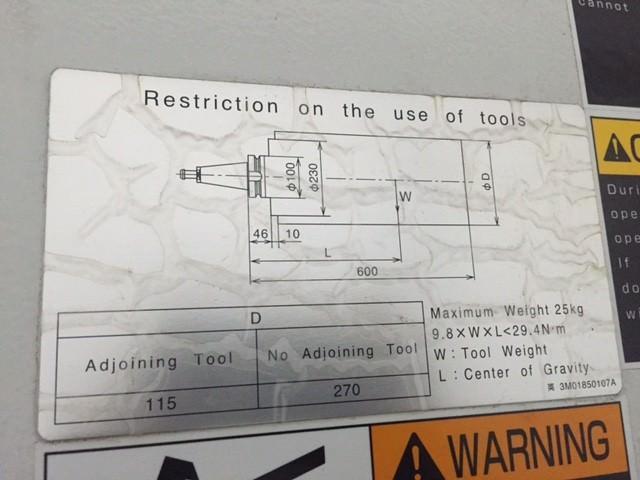 cannot
Restriction on the use of tools
φ100
φ230
φD
W
46 10
L
600
D
Adjoining Tool No Adjoining Tool
115 270
Maximum Weight 25kg
9.8×W×L<29.4N·m
W : Tool Weight
L : Center of Gravity
英 3M01850107A
Duri
ope
ope
If
do
wi
WARNING